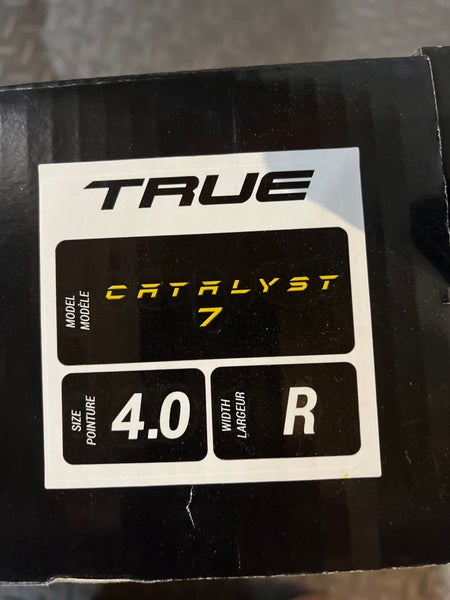 TRUE
MODEL
MODÈLE
CATALYST
7
SIZE
POINTURE
4.0
WIDTH
LARGEUR
R